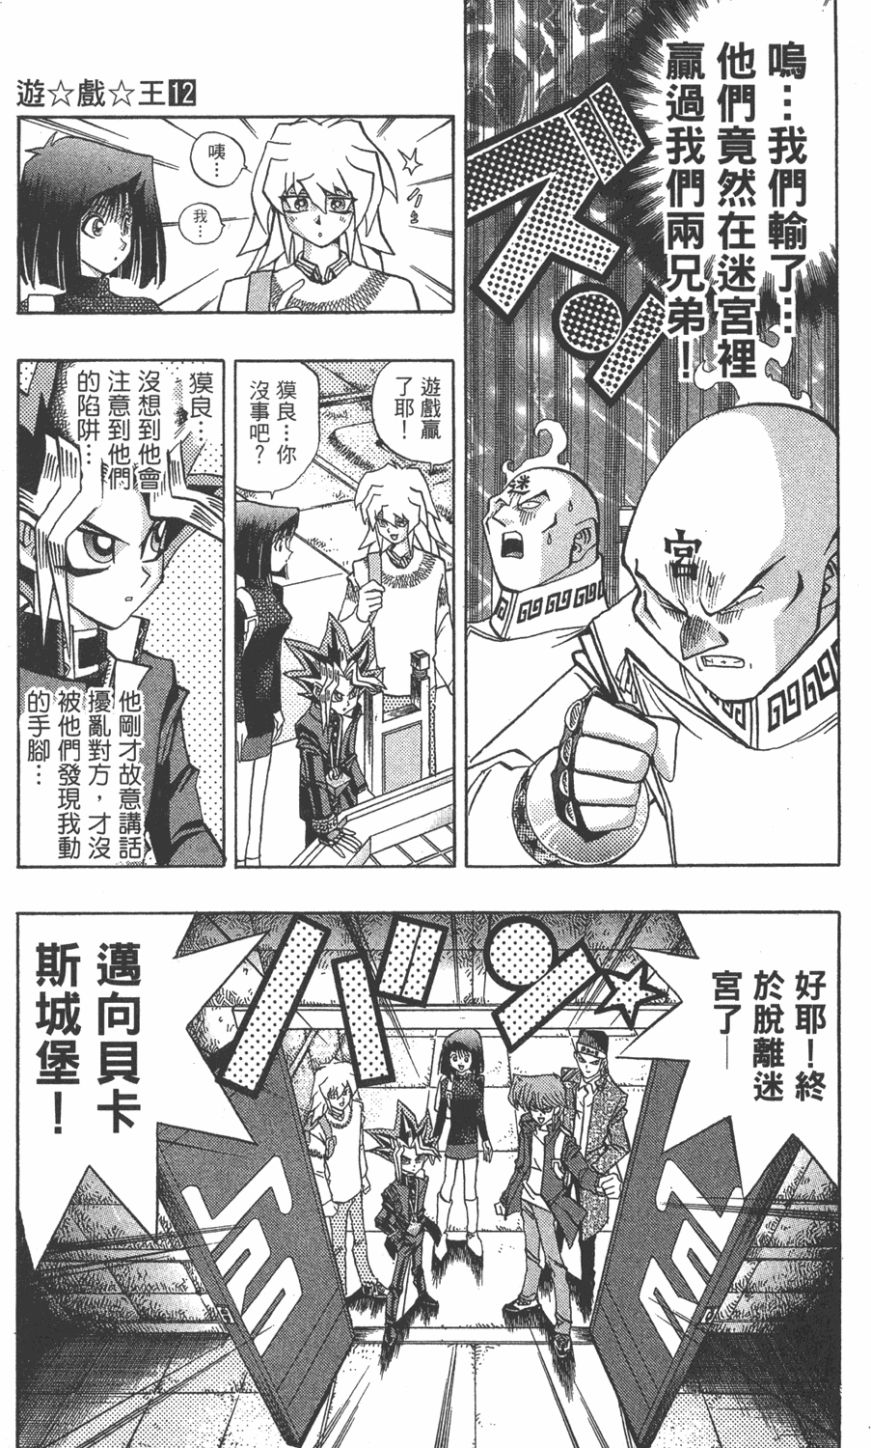 遊☆戲☆王12
嗚…我們輸了…
他們竟然在迷宮裡
贏過我們兩兄弟！
ズン
迷
宮
咦…
我…
遊戲贏
了耶！
獏良…你
沒事吧？
獏良…
沒想到他會
注意到他們
的陷阱…
他剛才故意講話
擾亂對方，才沒
被他們發現我動
的手腳…
好耶！終
於脫離迷
宮了─
バン☆
邁向貝卡
斯城堡！